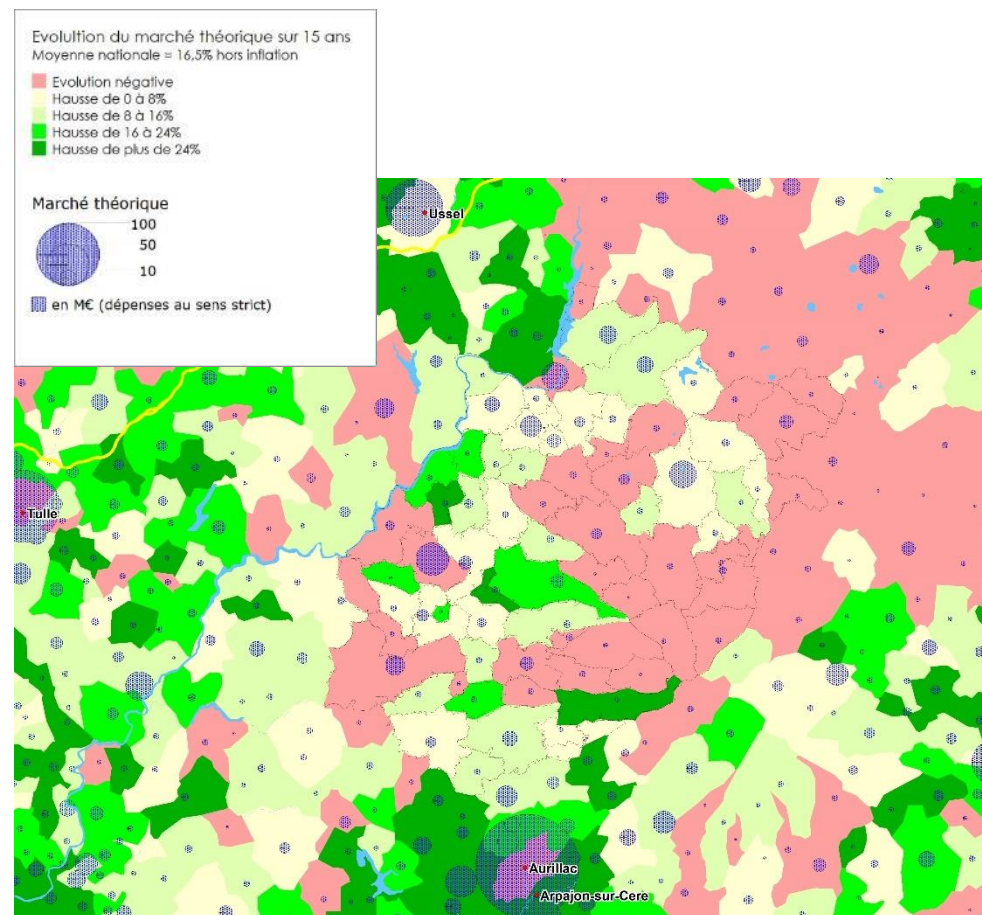 Evolultion du marché théorique sur 15 ans
Moyenne nationale = 16,5% hors inflation
Evolution négative
Hausse de 0 à 8%
Hausse de 8 à 16%
Hausse de 16 à 24%
Hausse de plus de 24%
Marché théorique
100
50
10
en M€ (dépenses au sens strict)
Ussel
Tulle
Aurillac
Arpajon-sur-Cere